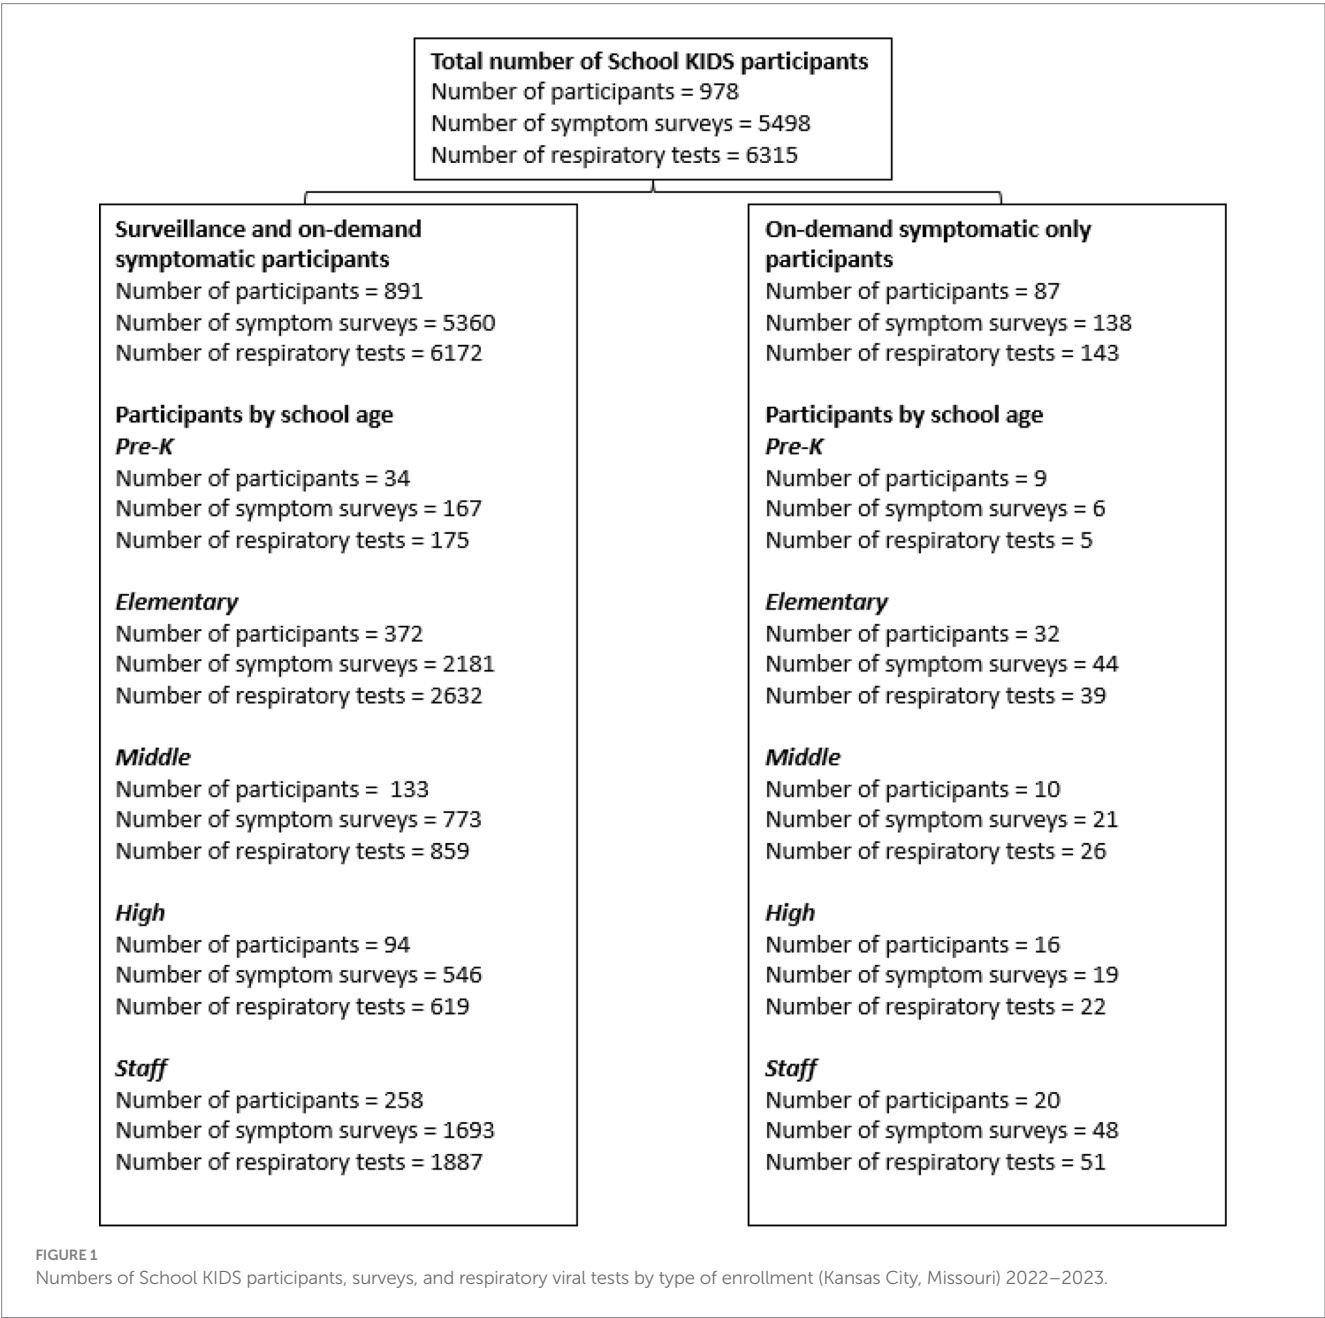 Total number of School KIDS participants
Number of participants = 978
Number of symptom surveys = 5498
Number of respiratory tests = 6315
Surveillance and on-demand
symptomatic participants
Number of participants = 891
Number of symptom surveys = 5360
Number of respiratory tests = 6172
Participants by school age
Pre-K
Number of participants = 34
Number of symptom surveys = 167
Number of respiratory tests = 175
Elementary
Number of participants = 372
Number of symptom surveys = 2181
Number of respiratory tests = 2632
Middle
Number of participants =  133
Number of symptom surveys = 773
Number of respiratory tests = 859
High
Number of participants = 94
Number of symptom surveys = 546
Number of respiratory tests = 619
Staff
Number of participants = 258
Number of symptom surveys = 1693
Number of respiratory tests = 1887
On-demand symptomatic only
participants
Number of participants = 87
Number of symptom surveys = 138
Number of respiratory tests = 143
Participants by school age
Pre-K
Number of participants = 9
Number of symptom surveys = 6
Number of respiratory tests = 5
Elementary
Number of participants = 32
Number of symptom surveys = 44
Number of respiratory tests = 39
Middle
Number of participants = 10
Number of symptom surveys = 21
Number of respiratory tests = 26
High
Number of participants = 16
Number of symptom surveys = 19
Number of respiratory tests = 22
Staff
Number of participants = 20
Number of symptom surveys = 48
Number of respiratory tests = 51
FIGURE 1
Numbers of School KIDS participants, surveys, and respiratory viral tests by type of enrollment (Kansas City, Missouri) 2022–2023.